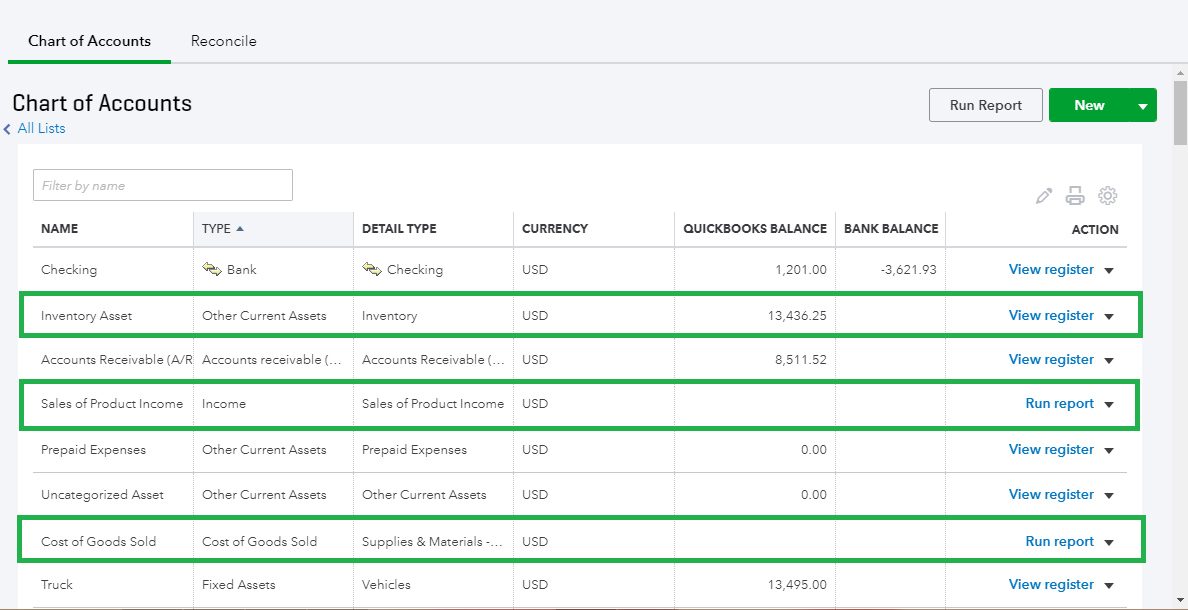 Chart of Accounts Reconcile
Chart of Accounts
Run Report New
All Lists
Filter by name
NAME TYPE DETAIL TYPE CURRENCY QUICKBOOKS BALANCE BANK BALANCE ACTION
Checking Bank Checking USD 1,201.00 -3,621.93 View register
Inventory Asset Other Current Assets Inventory USD 13,436.25 View register
Accounts Receivable (A/R Accounts receivable (... Accounts Receivable (... USD 8,511.52 View register
Sales of Product Income Income Sales of Product Income USD Run report
Prepaid Expenses Other Current Assets Prepaid Expenses USD 0.00 View register
Uncategorized Asset Other Current Assets Other Current Assets USD 0.00 View register
Cost of Goods Sold Cost of Goods Sold Supplies & Materials -... USD Run report
Truck Fixed Assets Vehicles USD 13,495.00 View register